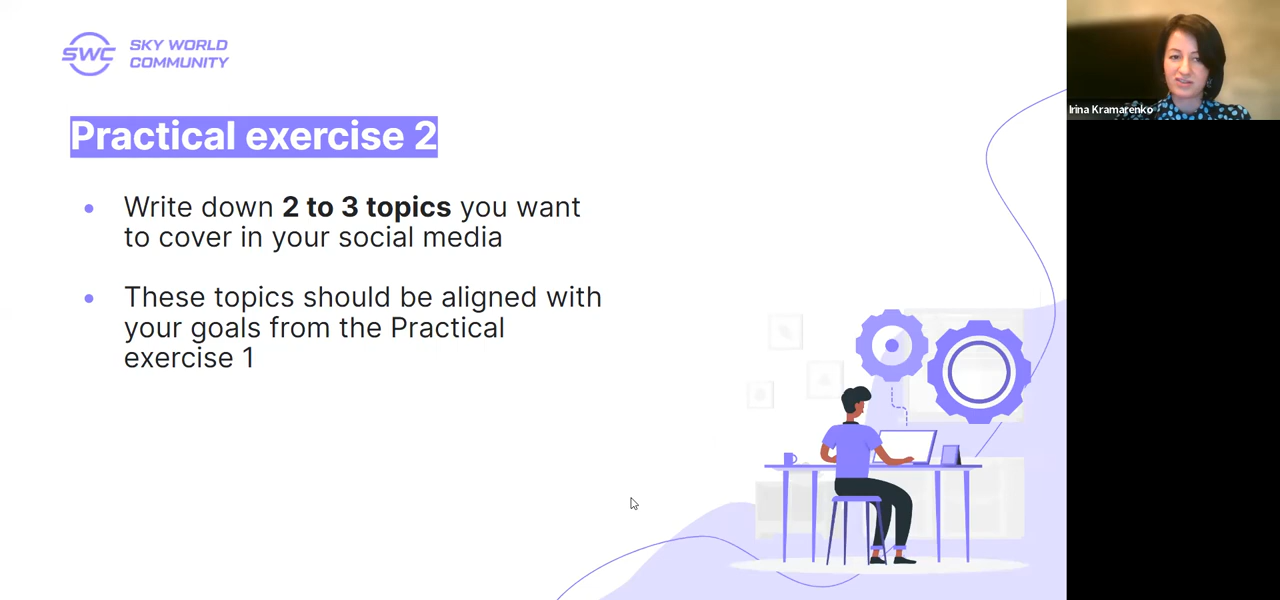 SWC
SKY WORLD
COMMUNITY
Practical exercise 2
• Write down 2 to 3 topics you want
to cover in your social media
• These topics should be aligned with
your goals from the Practical
exercise 1
Irina Kramarenko